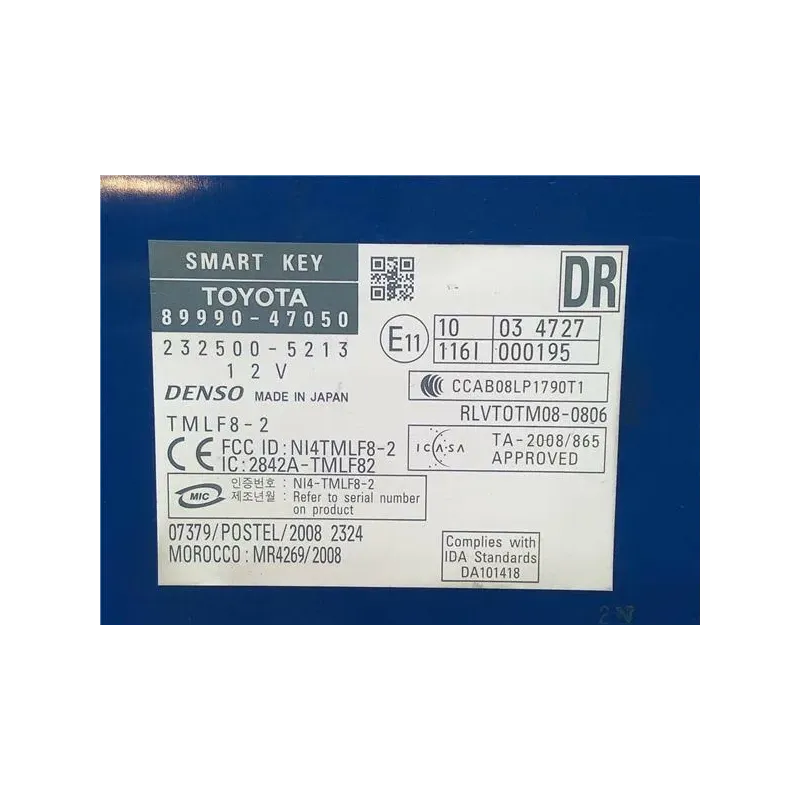 SMART KEY
TOYOTA
89990-47050
232500-5213
12V
DENSO MADE IN JAPAN
TMLF8-2
CE FCC ID: NI4TMLF8-2
IC:2842A-TMLF82
MIC
인증번호 : NI4-TMLF8-2
제조년월 : Refer to serial number
on product
07379/POSTEL/2008 2324
MOROCCO: MR4269/2008
DR
E11
10 03 4727
116I 000195
CCAB08LP1790T1
RLVTOTM08-0806
ICASA
TA-2008/865
APPROVED
Complies with
IDA Standards
DA101418